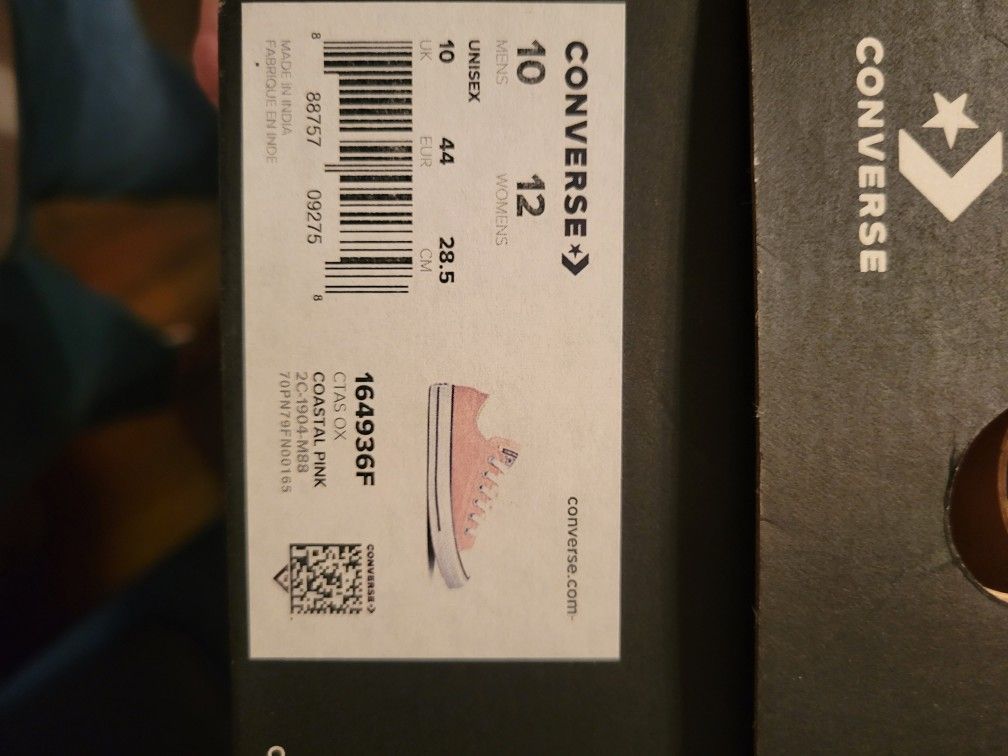 CONVERSE
10 12
MENS WOMENS
UNISEX
10 44 28.5
UK EUR CM
8 88757 09275 8
MADE IN INDIA
FABRIQUE EN INDE
converse.com
164936F
CTAS OX
COASTAL PINK
2C-1904-M88
70PN79FN00165
CONVERSE
CONVERSE